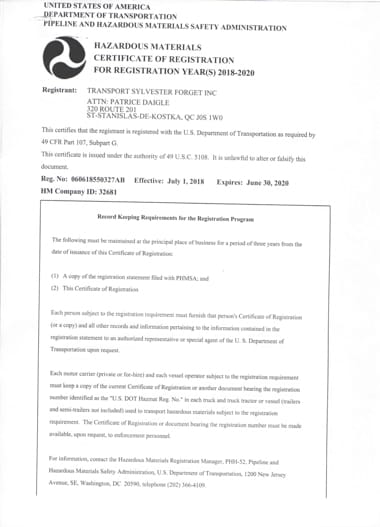 UNITED STATES OF AMERICA
DEPARTMENT OF TRANSPORTATION
PIPELINE AND HAZARDOUS MATERIALS SAFETY ADMINISTRATION
HAZARDOUS MATERIALS
CERTIFICATE OF REGISTRATION
FOR REGISTRATION YEAR(S) 2018-2020
Registrant: TRANSPORT SYLVESTER FORGET INC
ATTN: PATRICE DAIGLE
320 ROUTE 201
ST-STANISLAS-DE-KOSTKA, QC J0S 1W0
This certifies that the registrant is registered with the U.S. Department of Transportation as required by
49 CFR Part 107, Subpart G.
This certificate is issued under the authority of 49 U.S.C. 5108. It is unlawful to alter or falsify this
document.
Reg. No: 060618550327AB Effective: July 1, 2018 Expires: June 30, 2020
HM Company ID: 32681
Record Keeping Requirements for the Registration Program
The following must be maintained at the principal place of business for a period of three years from the
date of issuance of this Certificate of Registration:
(1) A copy of the registration statement filed with PHMSA; and
(2) This Certificate of Registration
Each person subject to the registration requirement must furnish that person's Certificate of Registration
(or a copy) and all other records and information pertaining to the information contained in the
registration statement to an authorized representative or special agent of the U. S. Department of
Transportation upon request.
Each motor carrier (private or for-hire) and each vessel operator subject to the registration requirement
must keep a copy of the current Certificate of Registration or another document bearing the registration
number identified as the "U.S. DOT Hazmat Reg. No." in each truck and truck tractor or vessel (trailers
and semi-trailers not included) used to transport hazardous materials subject to the registration
requirement. The Certificate of Registration or document bearing the registration number must be made
available, upon request, to enforcement personnel.
For information, contact the Hazardous Materials Registration Manager, PHH-52, Pipeline and
Hazardous Materials Safety Administration, U.S. Department of Transportation, 1200 New Jersey
Avenue, SE, Washington, DC 20590, telephone (202) 366-4109.